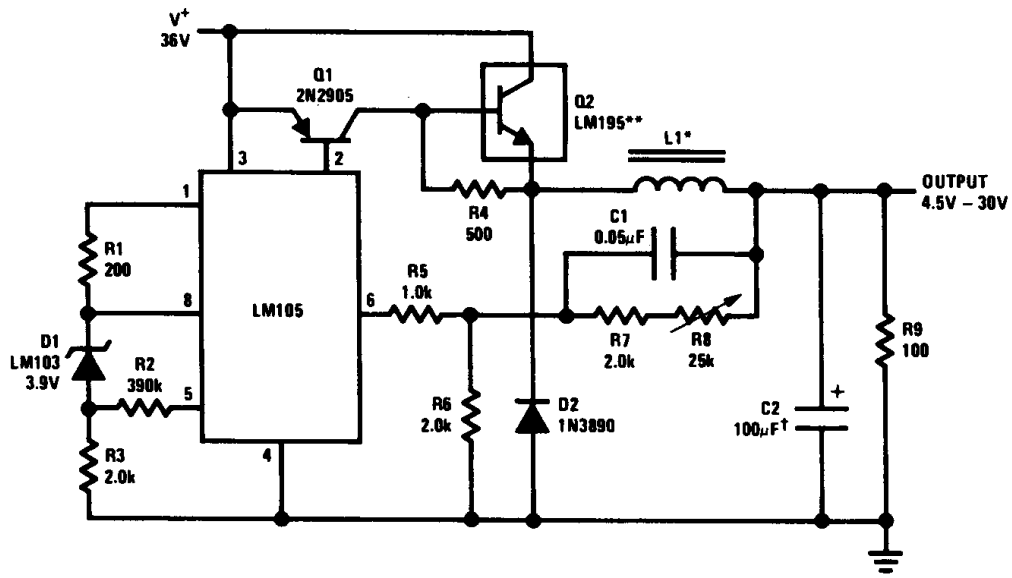 V+
36V
Q1
2N2905
Q2
LM195**
L1*
3
2
OUTPUT
4.5V – 30V
1
R4
500
C1
0.05μF
R1
200
R5
1.0k
8
LM105
6
D1
LM103
3.9V
R2
390k
R7
2.0k
R8
25k
R9
100
5
R6
2.0k
D2
1N3890
+
C2
100μF†
R3
2.0k
4